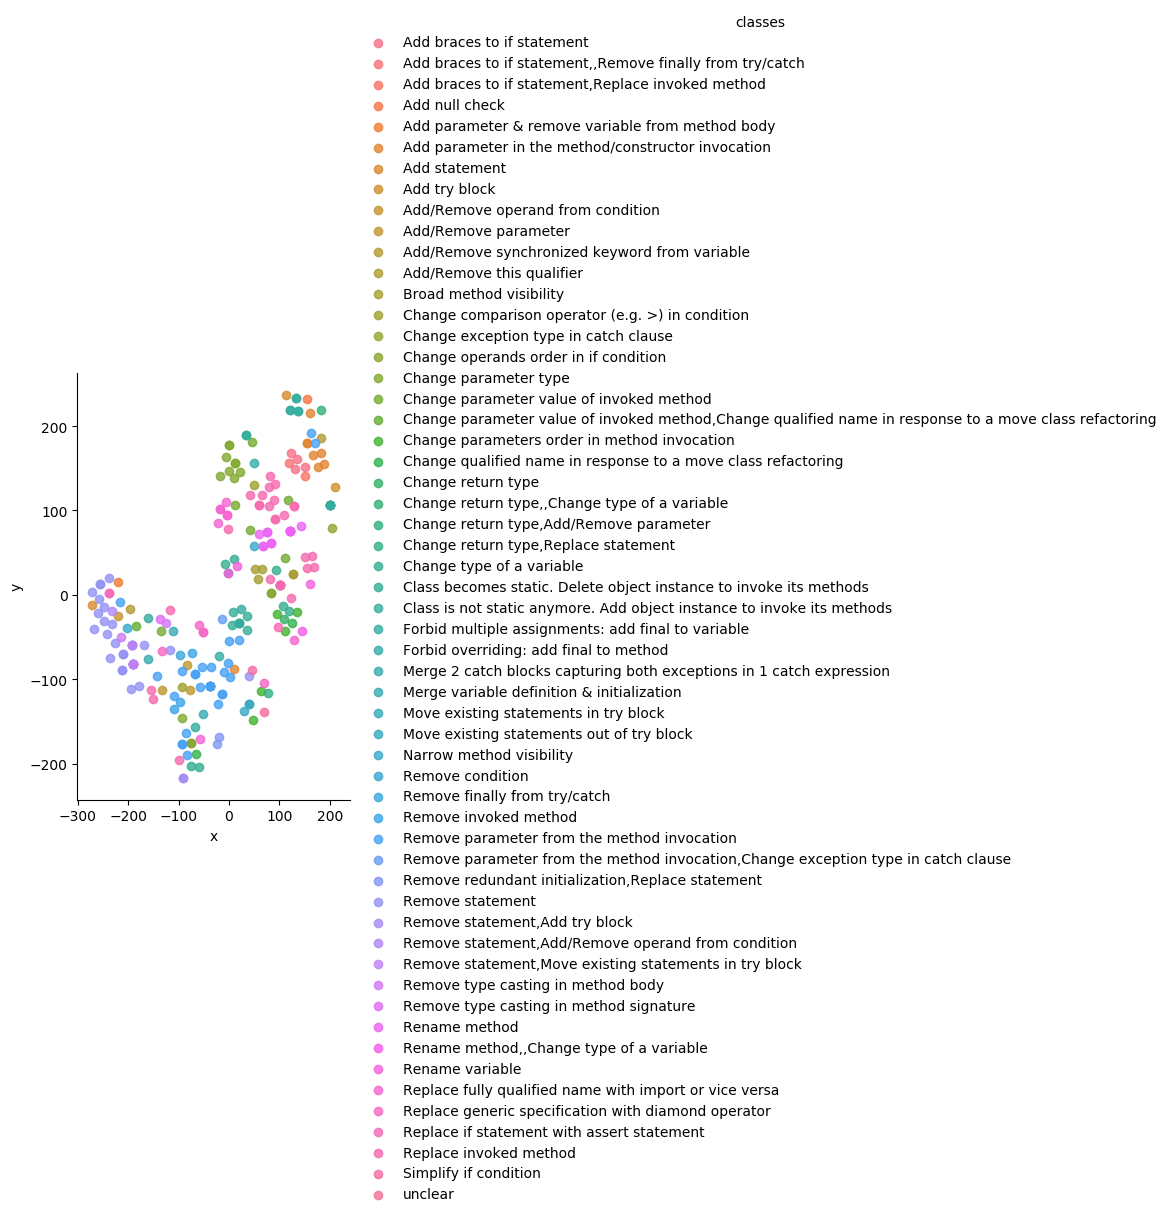 classes
Add braces to if statement
Add braces to if statement,,Remove finally from try/catch
Add braces to if statement,Replace invoked method
Add null check
Add parameter & remove variable from method body
Add parameter in the method/constructor invocation
Add statement
Add try block
Add/Remove operand from condition
Add/Remove parameter
Add/Remove synchronized keyword from variable
Add/Remove this qualifier
Broad method visibility
Change comparison operator (e.g. >) in condition
Change exception type in catch clause
Change operands order in if condition
Change parameter type
Change parameter value of invoked method
Change parameter value of invoked method,Change qualified name in response to a move class refactoring
Change parameters order in method invocation
Change qualified name in response to a move class refactoring
Change return type
Change return type,,Change type of a variable
Change return type,Add/Remove parameter
Change return type,Replace statement
Change type of a variable
Class becomes static. Delete object instance to invoke its methods
Class is not static anymore. Add object instance to invoke its methods
Forbid multiple assignments: add final to variable
Forbid overriding: add final to method
Merge 2 catch blocks capturing both exceptions in 1 catch expression
Merge variable definition & initialization
Move existing statements in try block
Move existing statements out of try block
Narrow method visibility
Remove condition
Remove finally from try/catch
Remove invoked method
Remove parameter from the method invocation
Remove parameter from the method invocation,Change exception type in catch clause
Remove redundant initialization,Replace statement
Remove statement
Remove statement,Add try block
Remove statement,Add/Remove operand from condition
Remove statement,Move existing statements in try block
Remove type casting in method body
Remove type casting in method signature
Rename method
Rename method,,Change type of a variable
Rename variable
Replace fully qualified name with import or vice versa
Replace generic specification with diamond operator
Replace if statement with assert statement
Replace invoked method
Simplify if condition
unclear
200
100
0
−100
−200
y
−300 −200 −100 0 100 200
x